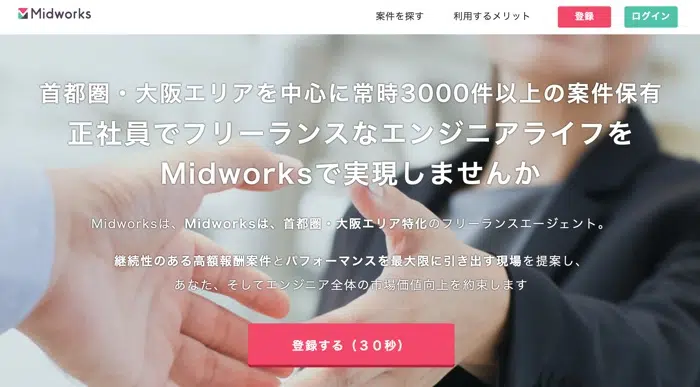 Midworks
案件を探す
利用するメリット
登録
ログイン
首都圏・大阪エリアを中心に常時3000件以上の案件保有
正社員でフリーランスなエンジニアライフを
Midworksで実現しませんか
Midworksは、Midworksは、首都圏・大阪エリア特化のフリーランスエージェント。
継続性のある高額報酬案件とパフォーマンスを最大限に引き出す現場を提案し、
あなた、そしてエンジニア全体の市場価値向上を約束します
登録する（３０秒）